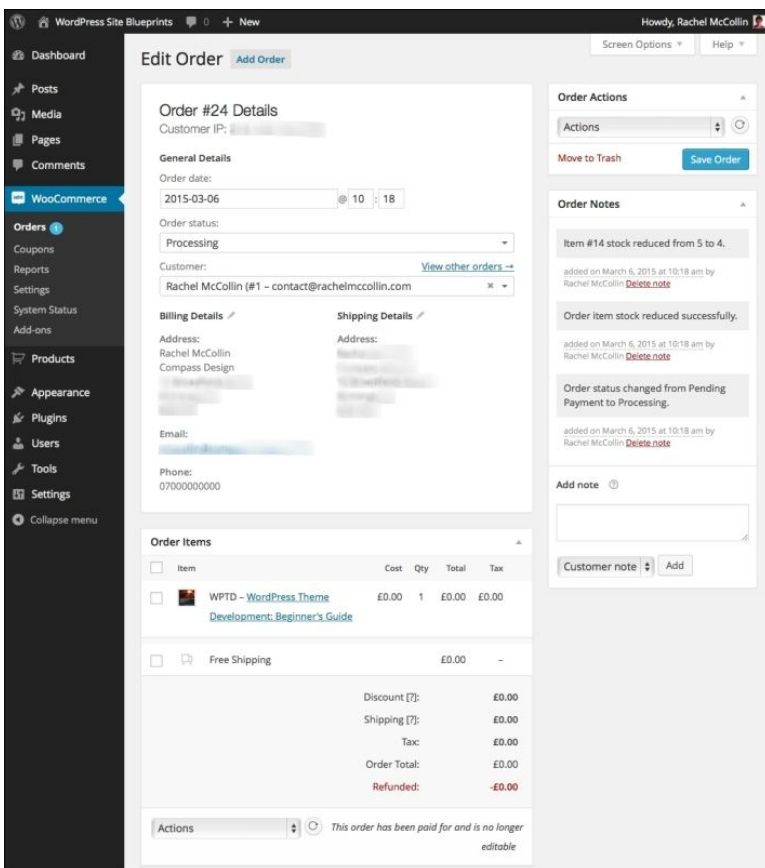 WordPress Site Blueprints 0 + New Howdy, Rachel McCollin
Screen Options Help
Dashboard
Posts
Media
Pages
Comments
WooCommerce
Orders 1
Coupons
Reports
Settings
System Status
Add-ons
Products
Appearance
Plugins
Users
Tools
Settings
Collapse menu
Edit Order Add Order
Order #24 Details
Customer IP:
General Details
Order date:
2015-03-06 @ 10 : 18
Order status:
Processing
Customer: View other orders →
Rachel McCollin (#1 – contact@rachelmccollin.com ×
Billing Details Shipping Details
Address: Address:
Rachel McCollin
Compass Design
Email:
Phone:
07000000000
Order Items
Item Cost Qty Total Tax
WPTD – WordPress Theme £0.00 1 £0.00 £0.00
Development: Beginner's Guide
Free Shipping £0.00 –
Discount [?]: £0.00
Shipping [?]: £0.00
Tax: £0.00
Order Total: £0.00
Refunded: -£0.00
Actions This order has been paid for and is no longer
editable
Order Actions
Actions
Move to Trash Save Order
Order Notes
Item #14 stock reduced from 5 to 4.
added on March 6, 2015 at 10:18 am by
Rachel McCollin Delete note
Order item stock reduced successfully.
added on March 6, 2015 at 10:18 am by
Rachel McCollin Delete note
Order status changed from Pending
Payment to Processing.
added on March 6, 2015 at 10:18 am by
Rachel McCollin Delete note
Add note ?
Customer note Add